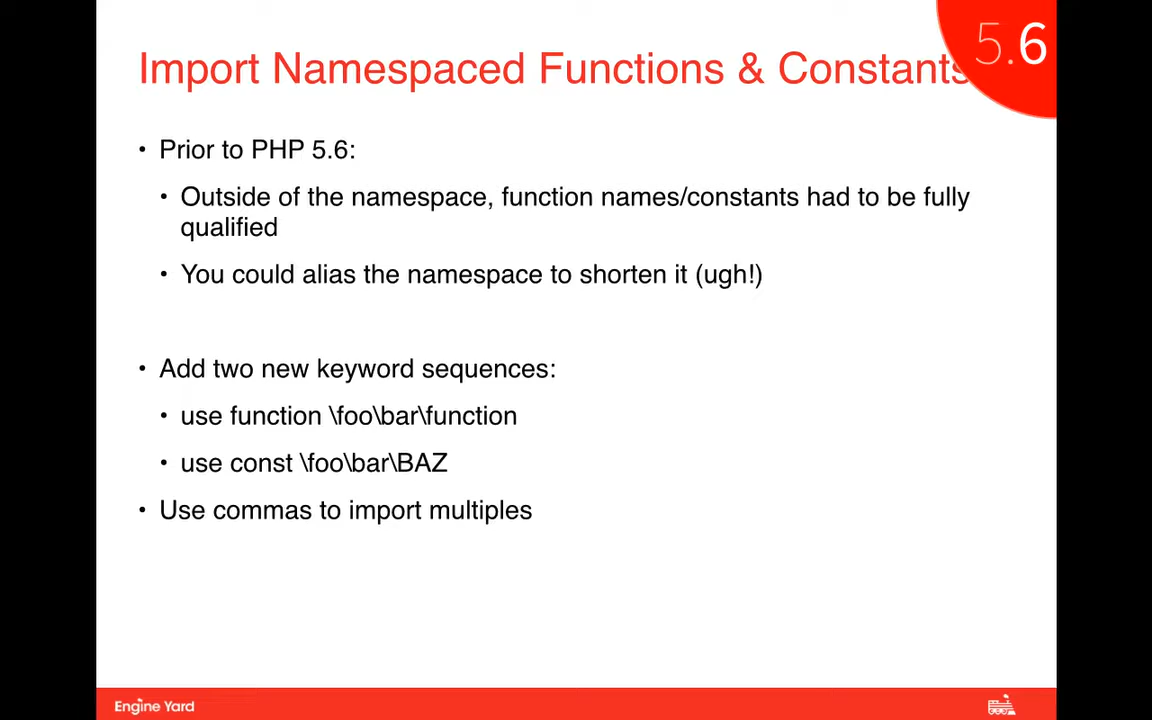 5.6
Import Namespaced Functions & Constants
• Prior to PHP 5.6:
• Outside of the namespace, function names/constants had to be fully
qualified
• You could alias the namespace to shorten it (ugh!)
• Add two new keyword sequences:
• use function \foo\bar\function
• use const \foo\bar\BAZ
• Use commas to import multiples
Engine Yard